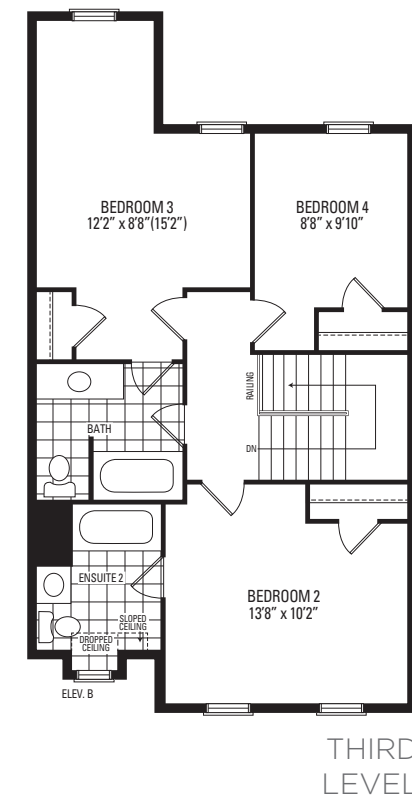 BEDROOM 3
12'2" x 8'8"(15'2")
BEDROOM 4
8'8" x 9'10"
RAILING
BATH
DN
ENSUITE 2
SLOPED
CEILING
DROPPED
CEILING
BEDROOM 2
13'8" x 10'2"
ELEV. B
THIRD
LEVEL